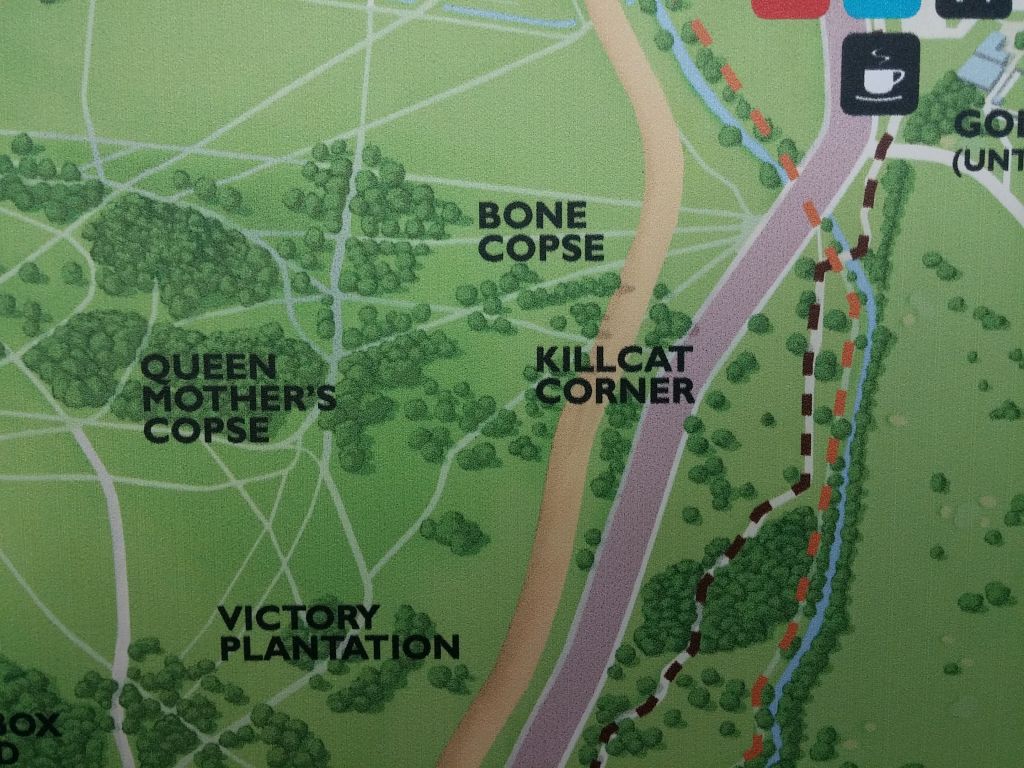 BONE
COPSE
KILLCAT
CORNER
QUEEN
MOTHER'S
COPSE
VICTORY
PLANTATION